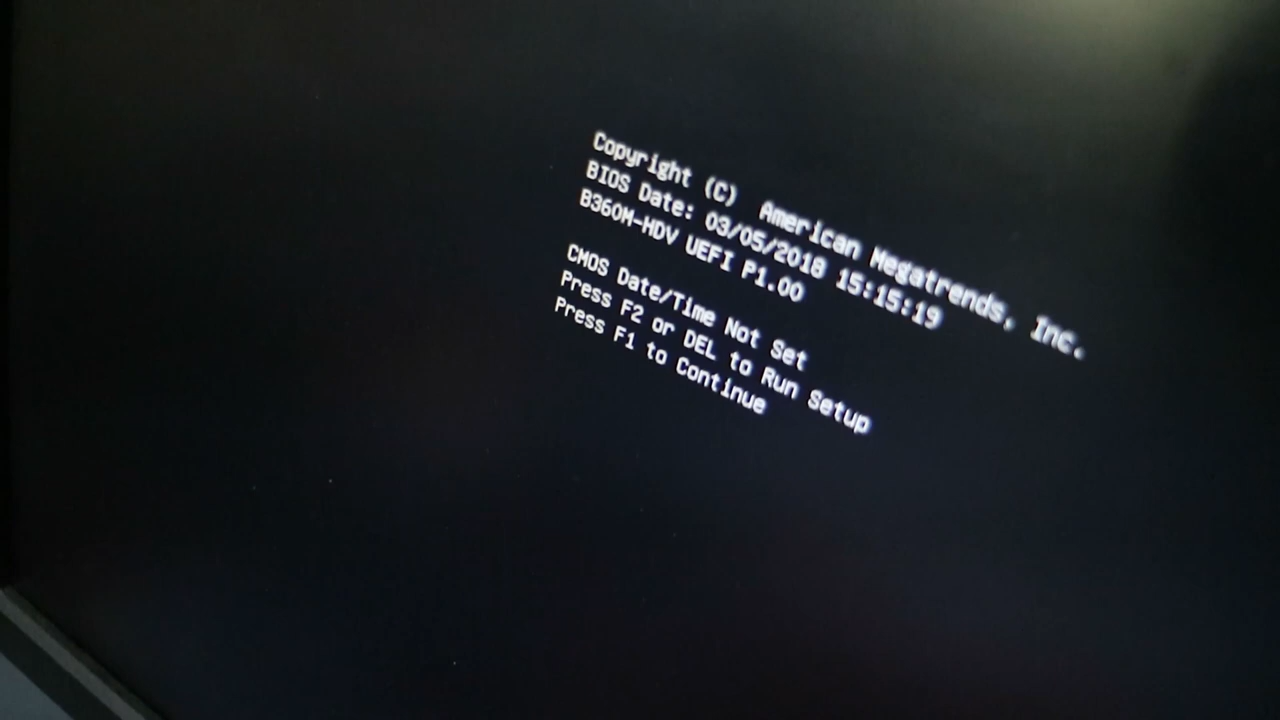 Copyright (C) American Megatrends, Inc.
BIOS Date: 03/05/2018 15:15:19
B360M-HDV UEFI P1.00
CMOS Date/Time Not Set
Press F2 or DEL to Run Setup
Press F1 to Continue